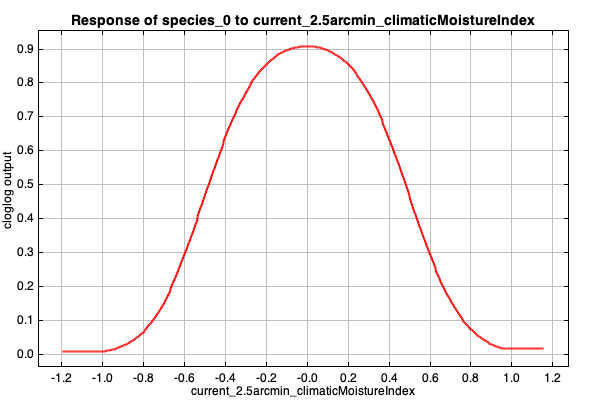 Response of species_0 to current_2.5arcmin_climaticMoistureIndex
cloglog output
0.9
0.8
0.7
0.6
0.5
0.4
0.3
0.2
0.1
0.0
-1.2 -1.0 -0.8 -0.6 -0.4 -0.2 -0.0 0.2 0.4 0.6 0.8 1.0 1.2
current_2.5arcmin_climaticMoistureIndex